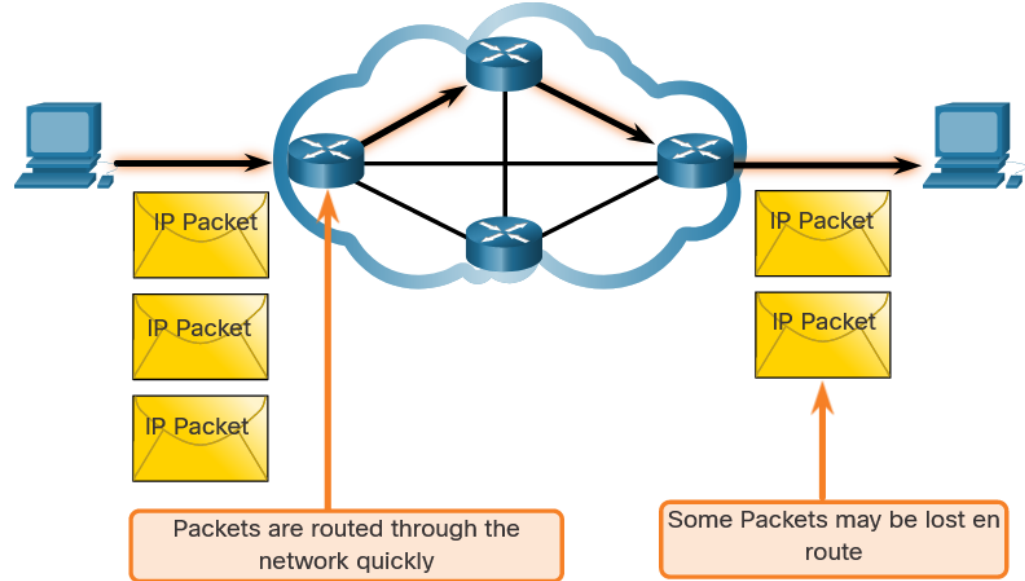 IP Packet
IP Packet
IP Packet
IP Packet
IP Packet
Packets are routed through the
network quickly
Some Packets may be lost en
route